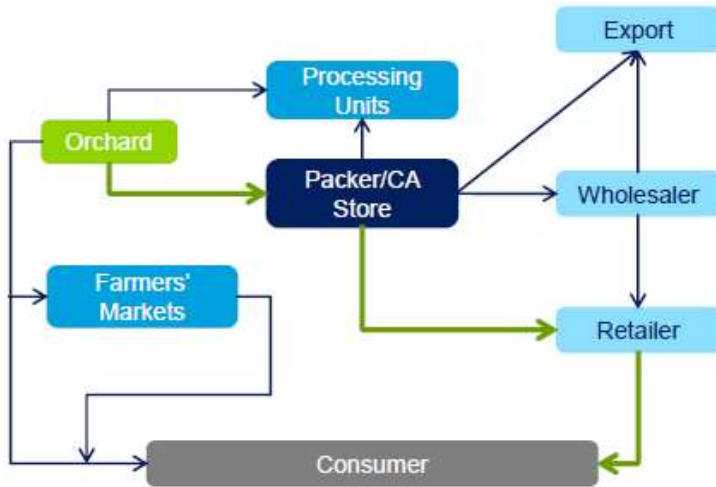 Export
Processing
Units
Orchard
Packer/CA
Store
Wholesaler
Farmers'
Markets
Retailer
Consumer